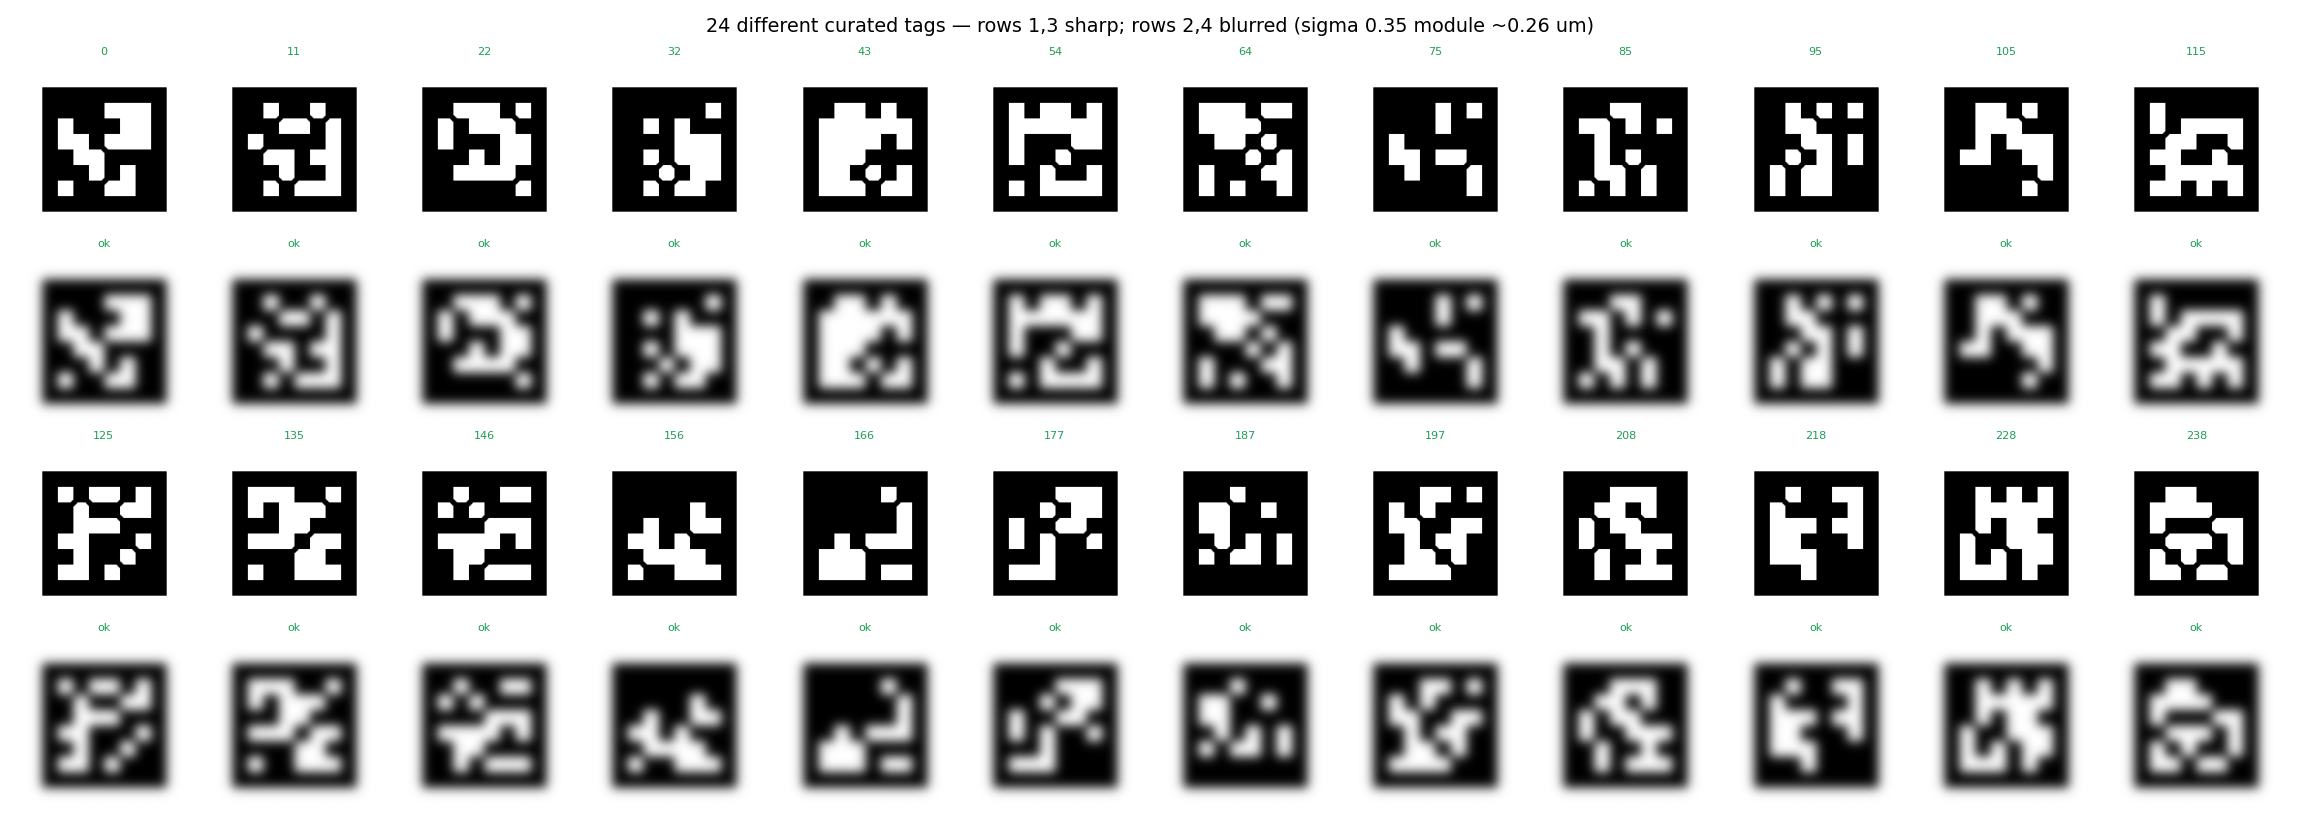 24 different curated tags — rows 1,3 sharp; rows 2,4 blurred (sigma 0.35 module ~0.26 um)
0 11 22 32 43 54 64 75 85 95 105 115
ok ok ok ok ok ok ok ok ok ok ok ok
125 135 146 156 166 177 187 197 208 218 228 238
ok ok ok ok ok ok ok ok ok ok ok ok